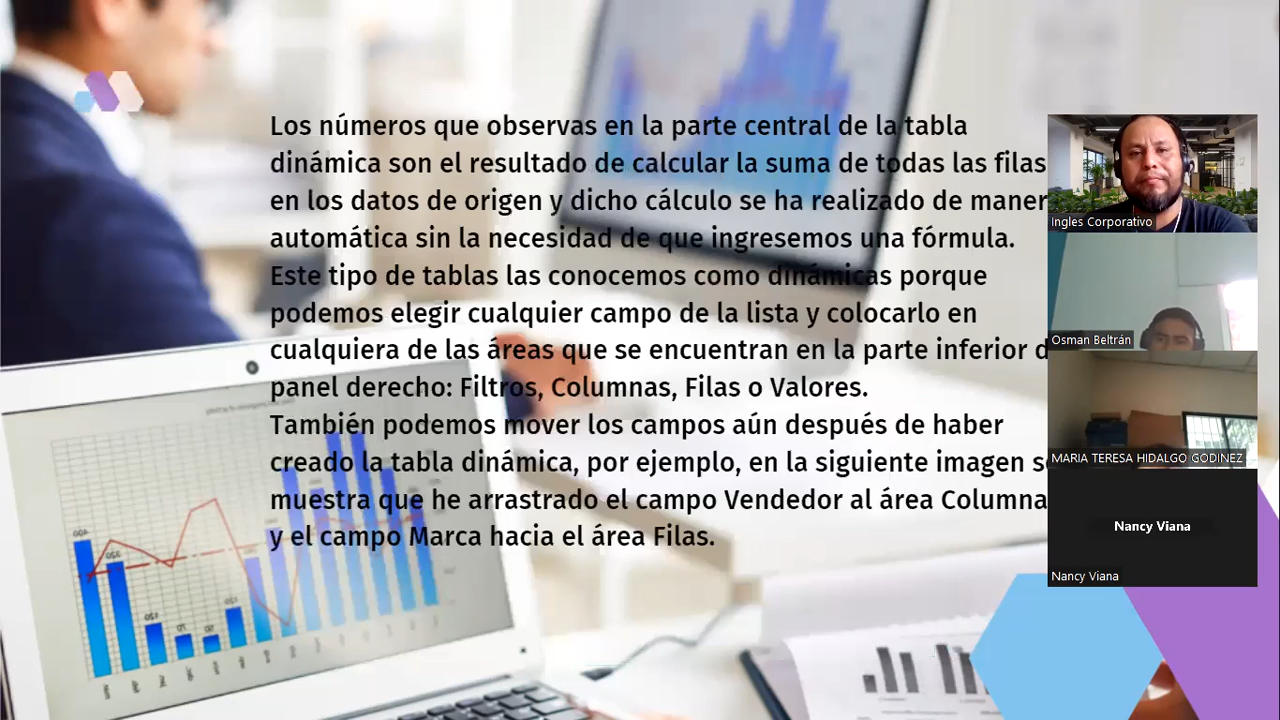 Los números que observas en la parte central de la tabla
dinámica son el resultado de calcular la suma de todas las filas
en los datos de origen y dicho cálculo se ha realizado de maner
automática sin la necesidad de que ingresemos una fórmula.
Este tipo de tablas las conocemos como dinámicas porque
podemos elegir cualquier campo de la lista y colocarlo en
cualquiera de las áreas que se encuentran en la parte inferior d
panel derecho: Filtros, Columnas, Filas o Valores.
También podemos mover los campos aún después de haber
creado la tabla dinámica, por ejemplo, en la siguiente imagen s
muestra que he arrastrado el campo Vendedor al área Columna
y el campo Marca hacia el área Filas.
Ingles Corporativo
Osman Beltrán
MARIA TERESA HIDALGO GODINEZ
Nancy Viana
Nancy Viana